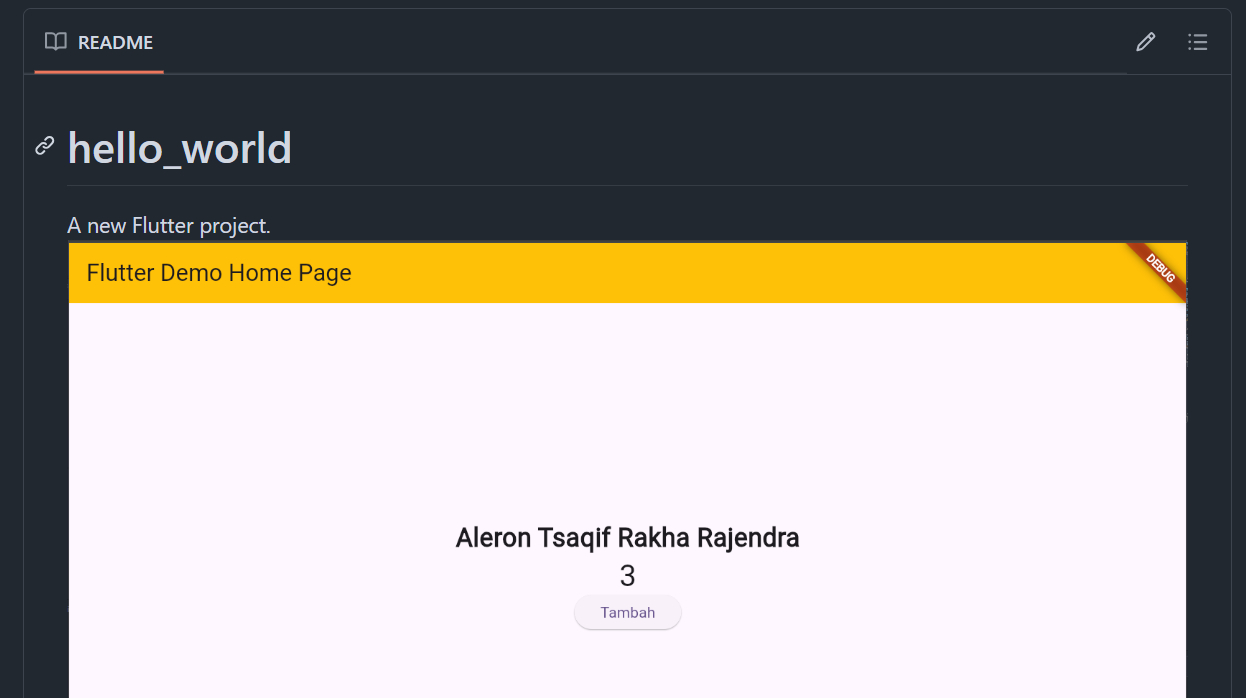 README
hello_world
A new Flutter project.
Flutter Demo Home Page
DEBUG
Aleron Tsaqif Rakha Rajendra
3
Tambah